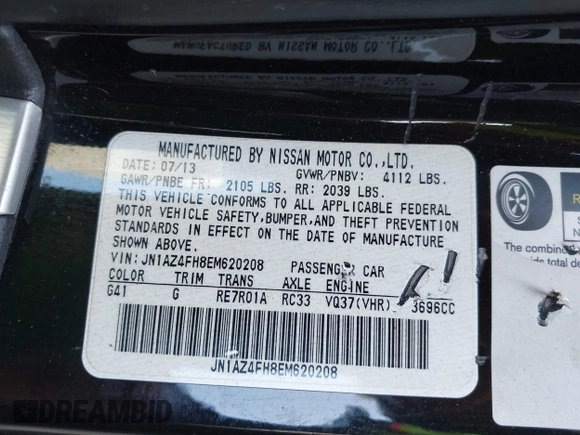 MANUFACTURED BY NISSAN MOTOR CO.,LTD.
DATE: 07/13 GVWR/PNBV: 4112 LBS.
GAWR/PNBE FR: 2105 LBS. RR: 2039 LBS.
THIS VEHICLE CONFORMS TO ALL APPLICABLE FEDERAL
MOTOR VEHICLE SAFETY,BUMPER,AND THEFT PREVENTION
STANDARDS IN EFFECT ON THE DATE OF MANUFACTURE
SHOWN ABOVE.
VIN: JN1AZ4FH8EM620208 PASSENGER CAR
COLOR TRIM TRANS AXLE ENGINE
G41 G RE7R01A RC33 VQ37(VHR) 3696CC
JN1AZ4FH8EM620208
The combined
DREAMBID